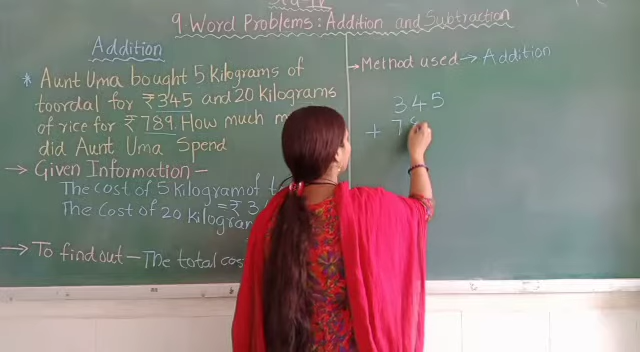 9 Word Problems: Addition and Subtraction
Addition
* Aunt Uma bought 5 kilograms of
toordal for ₹345 and 20 kilograms
of rice for ₹789. How much
did Aunt Uma Spend
→ Given Information -
The cost of 5 kilogram of
The cost of 20 = ₹3
→ To find out - The total
→ Method used → Addition
345
+ 78